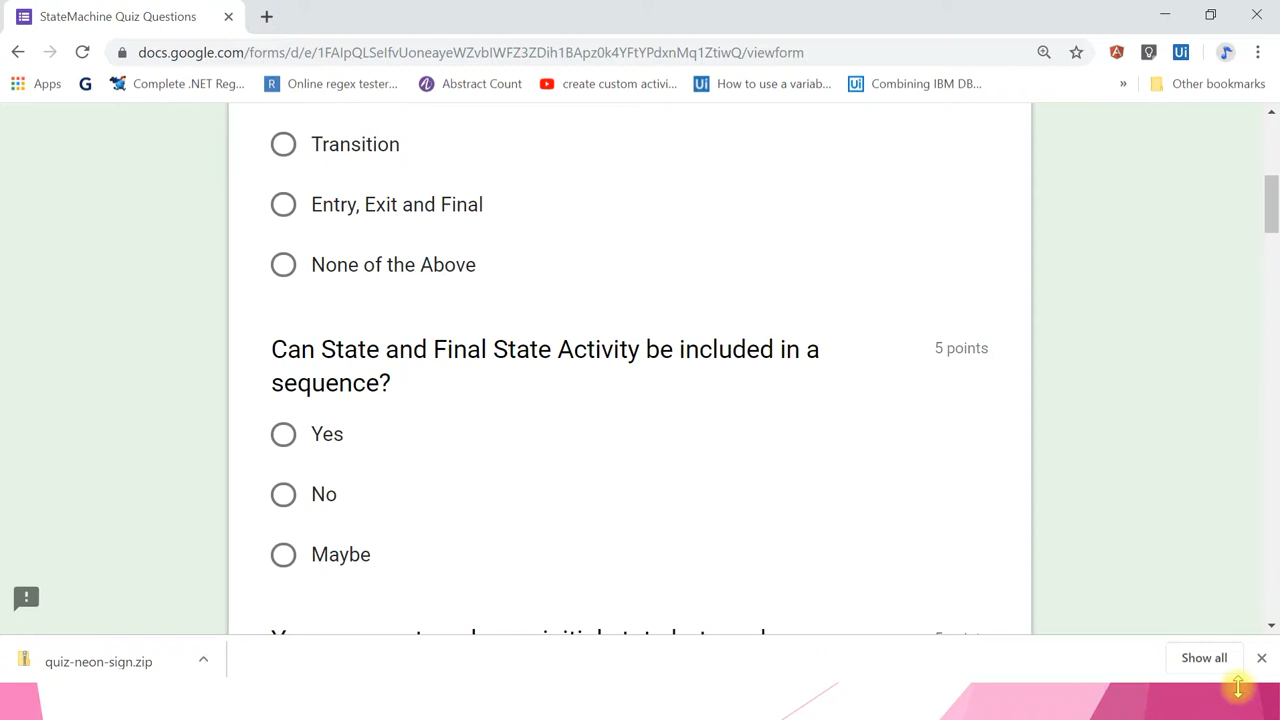 StateMachine Quiz Questions
docs.google.com/forms/d/e/1FAIpQLSeIfvUoneayeWZvbIWFZ3ZDih1BApz0k4YFtYPdxnMq1ZtiwQ/viewform
Apps
G
Complete .NET Reg...
R
Online regex tester...
Abstract Count
create custom activi...
Ui
How to use a variab...
Ui
Combining IBM DB...
»
Other bookmarks
Transition
Entry, Exit and Final
None of the Above
Can State and Final State Activity be included in a
5 points
sequence?
Yes
No
Maybe
quiz-neon-sign.zip
Show all